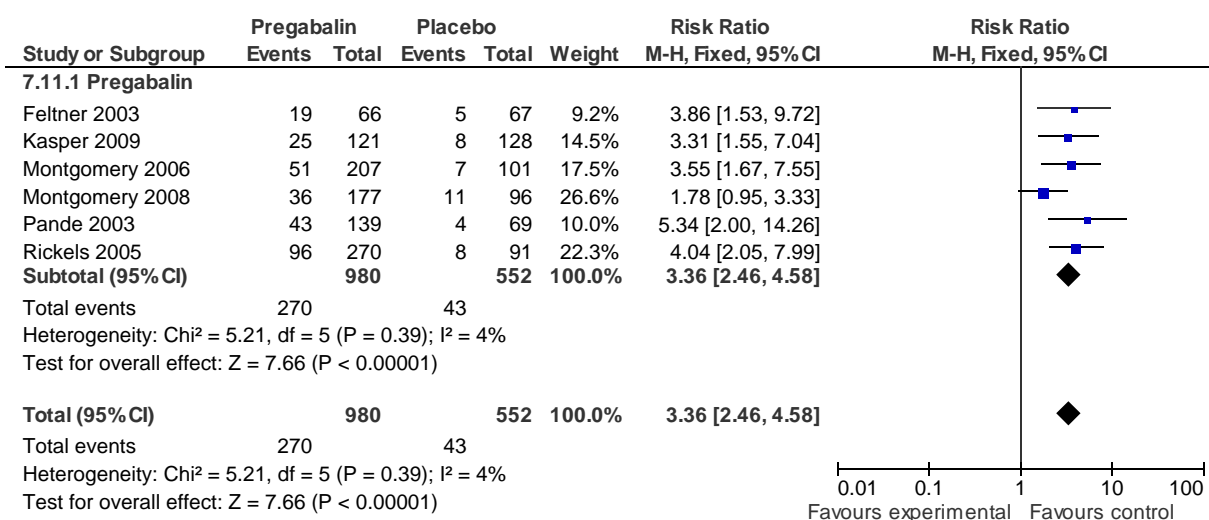 Pregabalin Placebo Risk Ratio Risk Ratio
Study or Subgroup Events Total Events Total Weight M-H, Fixed, 95% CI M-H, Fixed, 95% CI
7.11.1 Pregabalin
Feltner 2003 19 66 5 67 9.2% 3.86 [1.53, 9.72]
Kasper 2009 25 121 8 128 14.5% 3.31 [1.55, 7.04]
Montgomery 2006 51 207 7 101 17.5% 3.55 [1.67, 7.55]
Montgomery 2008 36 177 11 96 26.6% 1.78 [0.95, 3.33]
Pande 2003 43 139 4 69 10.0% 5.34 [2.00, 14.26]
Rickels 2005 96 270 8 91 22.3% 4.04 [2.05, 7.99]
Subtotal (95% CI) 980 552 100.0% 3.36 [2.46, 4.58]
Total events 270 43
Heterogeneity: Chi² = 5.21, df = 5 (P = 0.39); I² = 4%
Test for overall effect: Z = 7.66 (P < 0.00001)
Total (95% CI) 980 552 100.0% 3.36 [2.46, 4.58]
Total events 270 43
Heterogeneity: Chi² = 5.21, df = 5 (P = 0.39); I² = 4%
Test for overall effect: Z = 7.66 (P < 0.00001)
0.01 0.1 1 10 100
Favours experimental Favours control